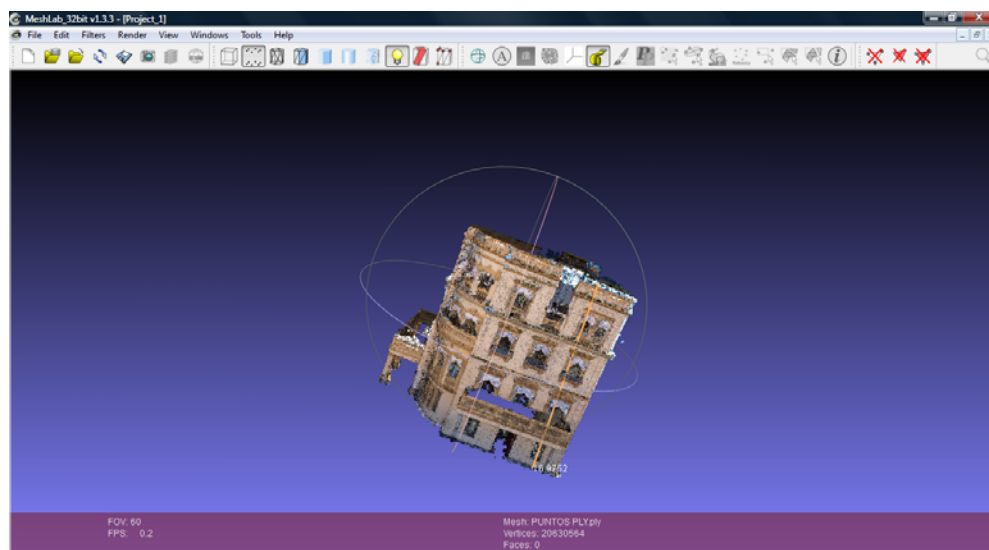 MeshLab_32bit v1.3.3 - [Project_1]
File Edit Filters Render View Windows Tools Help
FOV: 60
FPS: 0.2
Mesh: PUNTOS PLY.ply
Vertices: 20630564
Faces: 0